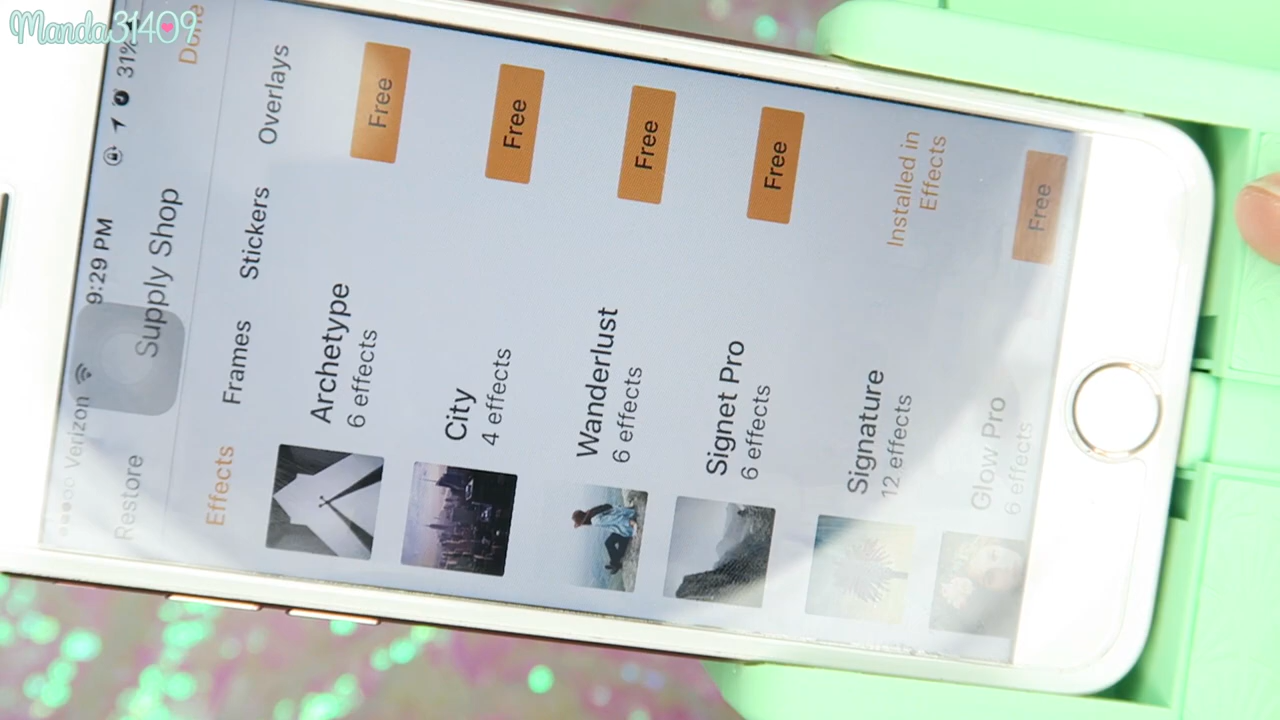 Manda31409
Verizon 9:29 PM 31%
Restore Supply Shop Done
Effects Frames Stickers Overlays
Archetype
6 effects
Free
City
4 effects
Free
Wanderlust
6 effects
Free
Signet Pro
6 effects
Free
Signature
12 effects
Installed in
Effects
Glow Pro
6 effects
Free